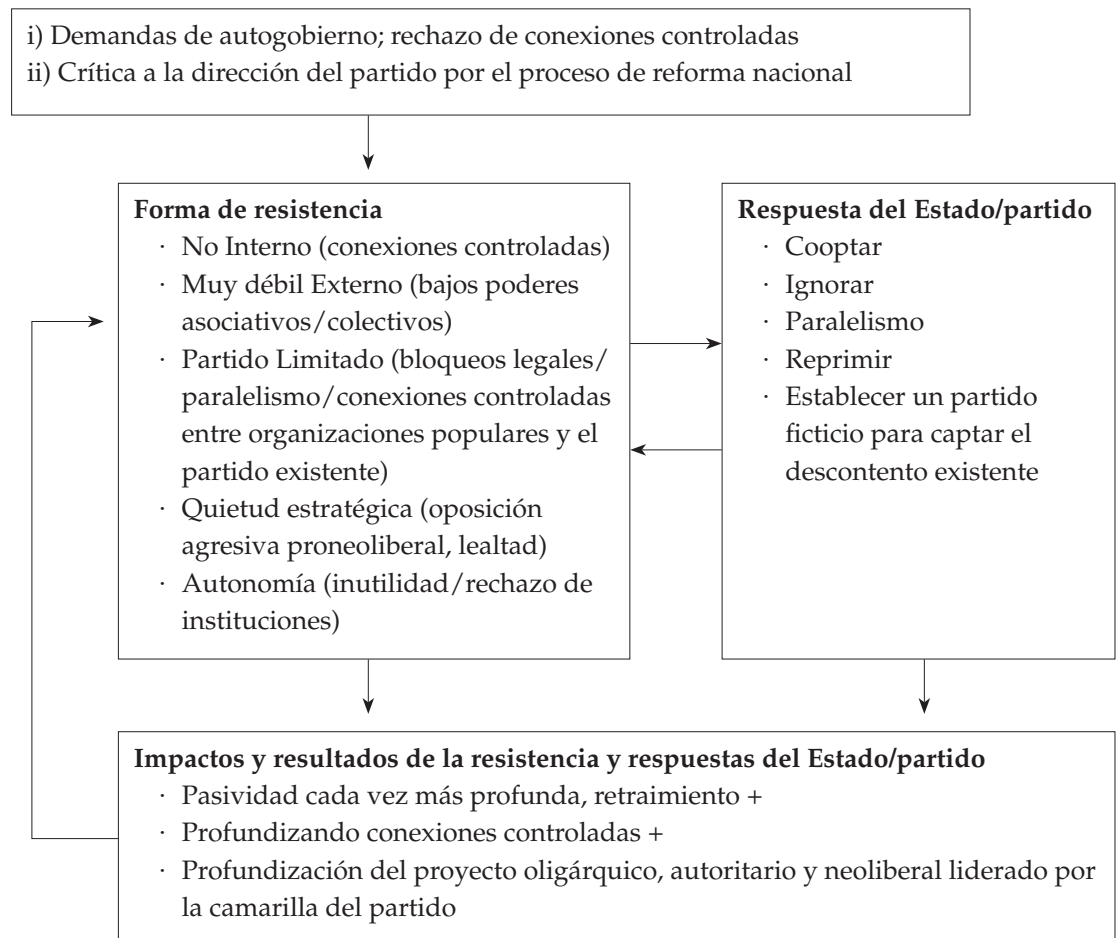 i) Demandas de autogobierno; rechazo de conexiones controladas
ii) Crítica a la dirección del partido por el proceso de reforma nacional
Forma de resistencia
· No Interno (conexiones controladas)
· Muy débil Externo (bajos poderes
asociativos/colectivos)
· Partido Limitado (bloqueos legales/
paralelismo/conexiones controladas
entre organizaciones populares y el
partido existente)
· Quietud estratégica (oposición
agresiva proneoliberal, lealtad)
· Autonomía (inutilidad/rechazo de
instituciones)
Respuesta del Estado/partido
· Cooptar
· Ignorar
· Paralelismo
· Reprimir
· Establecer un partido
ficticio para captar el
descontento existente
Impactos y resultados de la resistencia y respuestas del Estado/partido
· Pasividad cada vez más profunda, retraimiento +
· Profundizando conexiones controladas +
· Profundización del proyecto oligárquico, autoritario y neoliberal liderado por
la camarilla del partido